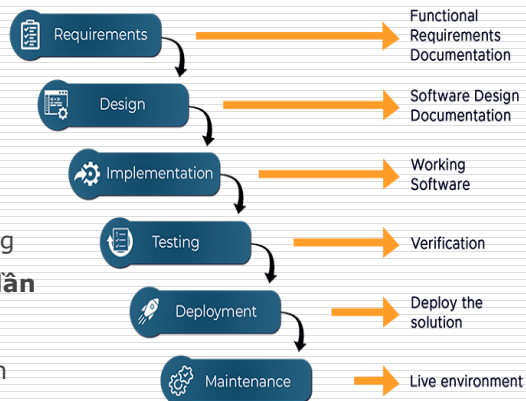 Requirements
Functional
Requirements
Documentation
Design
Software Design
Documentation
Implementation
Working
Software
g
Testing
Verification
lần
Deployment
Deploy the
solution
n
Maintenance
Live environment